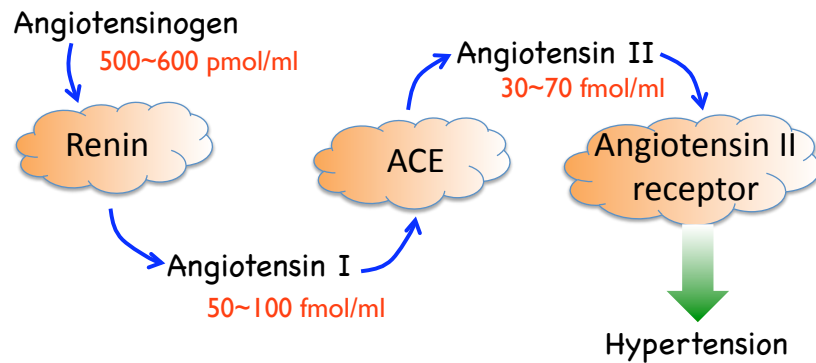 Angiotensinogen
500~600 pmol/ml
Renin
Angiotensin I
50~100 fmol/ml
ACE
Angiotensin II
30~70 fmol/ml
Angiotensin II
receptor
Hypertension